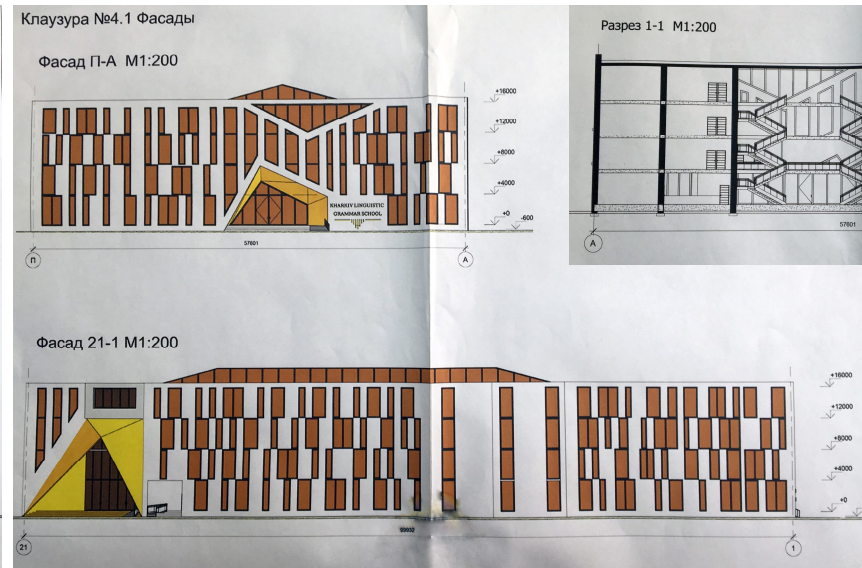 Клаузура №4.1 Фасады
Фасад П-А М1:200
+16000
+12000
+8000
+4000
+0
-600
KHARKIV LINGUISTIC
GRAMMAR SCHOOL
57601
П
А
Разрез 1-1 М1:200
57601
А
Фасад 21-1 М1:200
+16000
+12000
+8000
+4000
+0
21
1